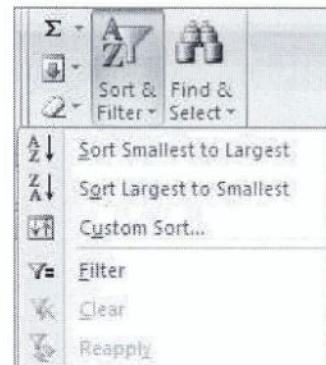 Σ
A
Z
Sort & Find &
Filter Select
A
Z
Sort Smallest to Largest
Z
A
Sort Largest to Smallest
Custom Sort...
Filter
Clear
Reapply